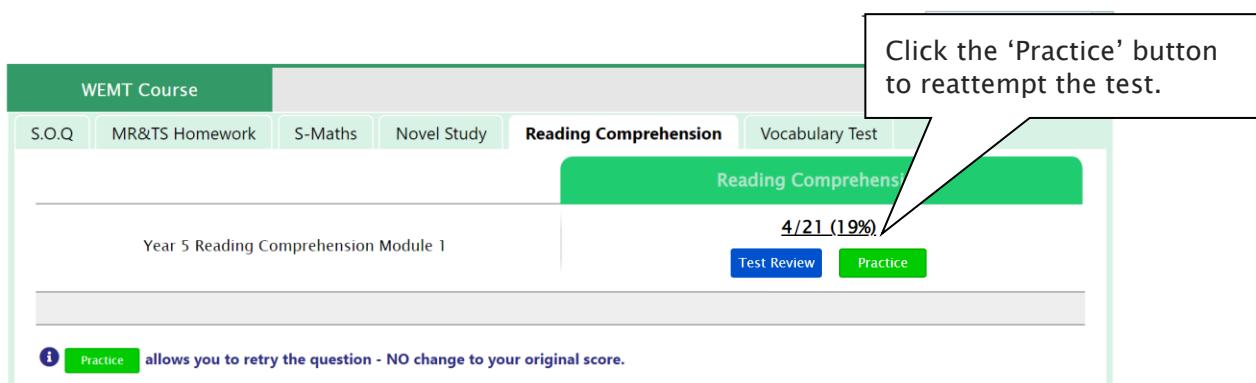 Click the ‘Practice’ button
to reattempt the test.
WEMT Course
S.O.Q MR&TS Homework S-Maths Novel Study Reading Comprehension Vocabulary Test
Reading Comprehensi
Year 5 Reading Comprehension Module 1
4/21 (19%)
Test Review Practice
Practice allows you to retry the question - NO change to your original score.